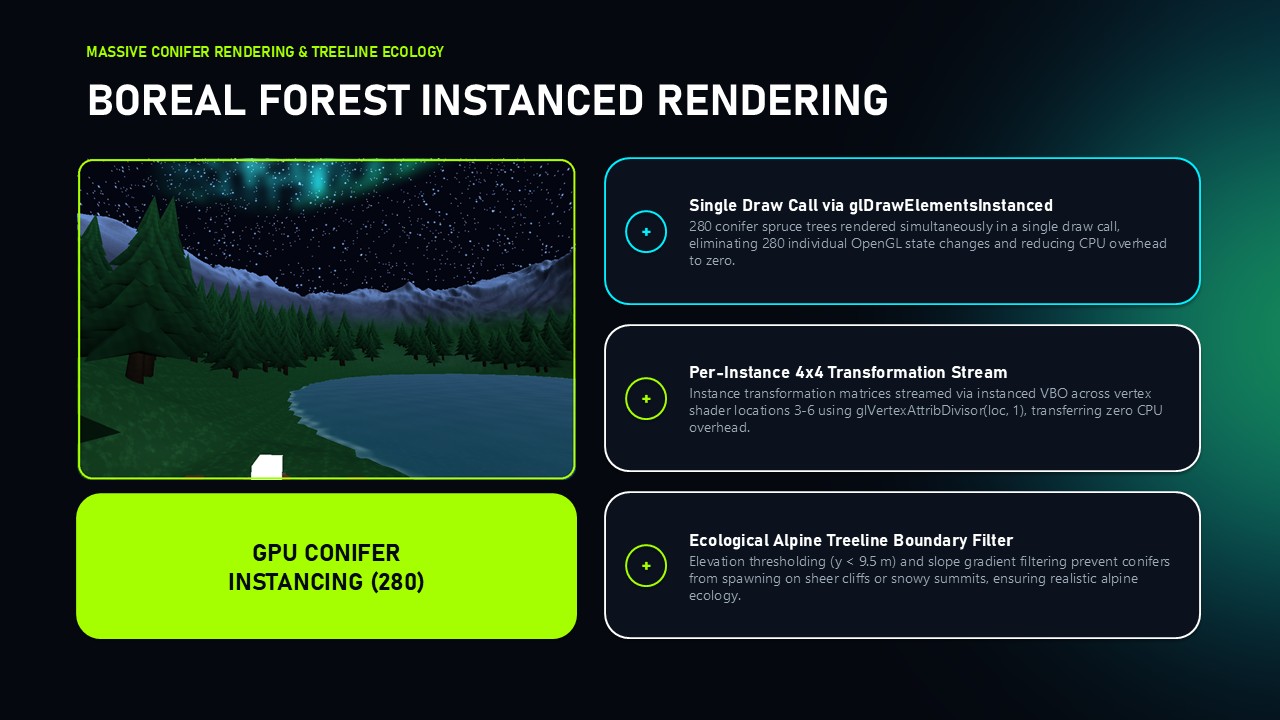 MASSIVE CONIFER RENDERING & TREELINE ECOLOGY
BOREAL FOREST INSTANCED RENDERING
Single Draw Call via glDrawElementsInstanced
280 conifer spruce trees rendered simultaneously in a single draw call,
eliminating 280 individual OpenGL state changes and reducing CPU overhead
to zero.
Per-Instance 4x4 Transformation Stream
Instance transformation matrices streamed via instanced VBO across vertex
shader locations 3-6 using glVertexAttribDivisor(loc, 1), transferring zero CPU
overhead.
GPU CONIFER
INSTANCING (280)
Ecological Alpine Treeline Boundary Filter
Elevation thresholding (y < 9.5 m) and slope gradient filtering prevent conifers
from spawning on sheer cliffs or snowy summits, ensuring realistic alpine
ecology.